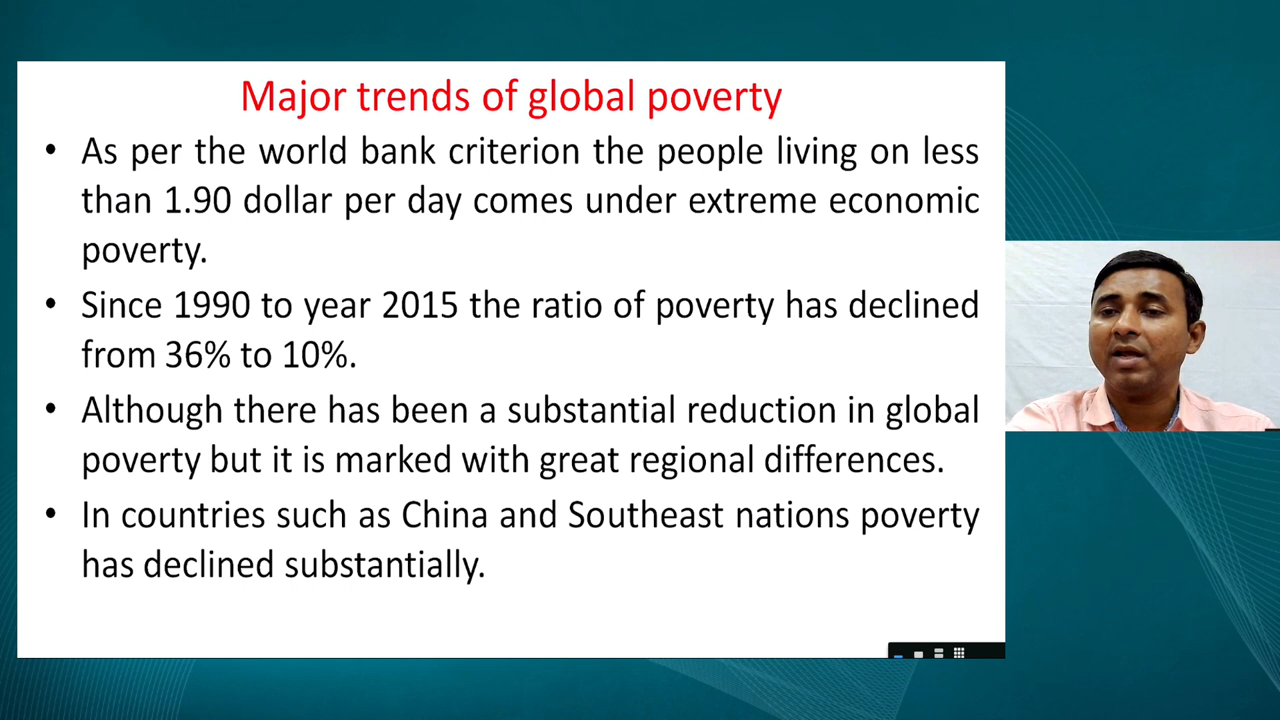 Major trends of global poverty
• As per the world bank criterion the people living on less
than 1.90 dollar per day comes under extreme economic
poverty.
• Since 1990 to year 2015 the ratio of poverty has declined
from 36% to 10%.
• Although there has been a substantial reduction in global
poverty but it is marked with great regional differences.
• In countries such as China and Southeast nations poverty
has declined substantially.